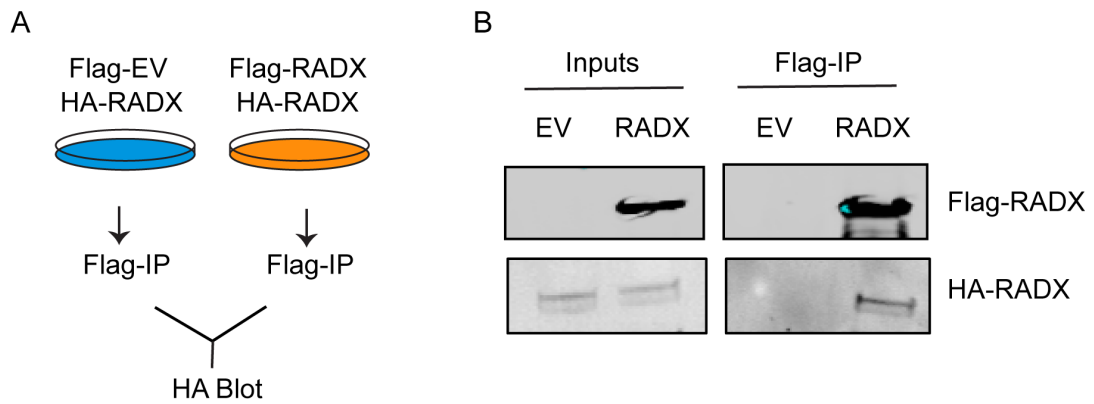 A
Flag-EV
HA-RADX
Flag-RADX
HA-RADX
Flag-IP
Flag-IP
HA Blot
B
Inputs
Flag-IP
EV
RADX
EV
RADX
Flag-RADX
HA-RADX